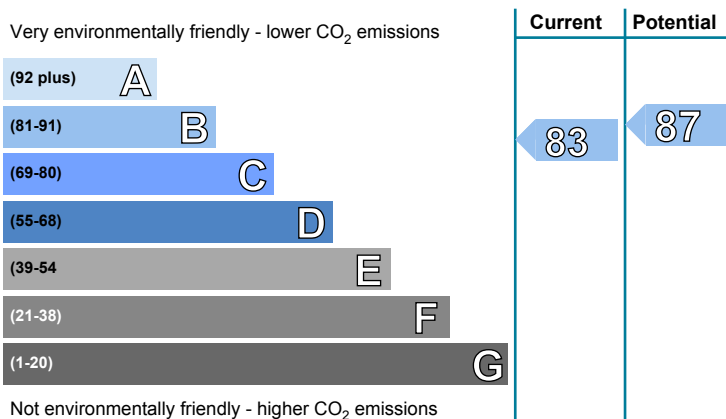 Current Potential
Very environmentally friendly - lower CO2 emissions
(92 plus) A
(81-91) B
83 87
(69-80) C
(55-68) D
(39-54 E
(21-38) F
(1-20) G
Not environmentally friendly - higher CO2 emissions